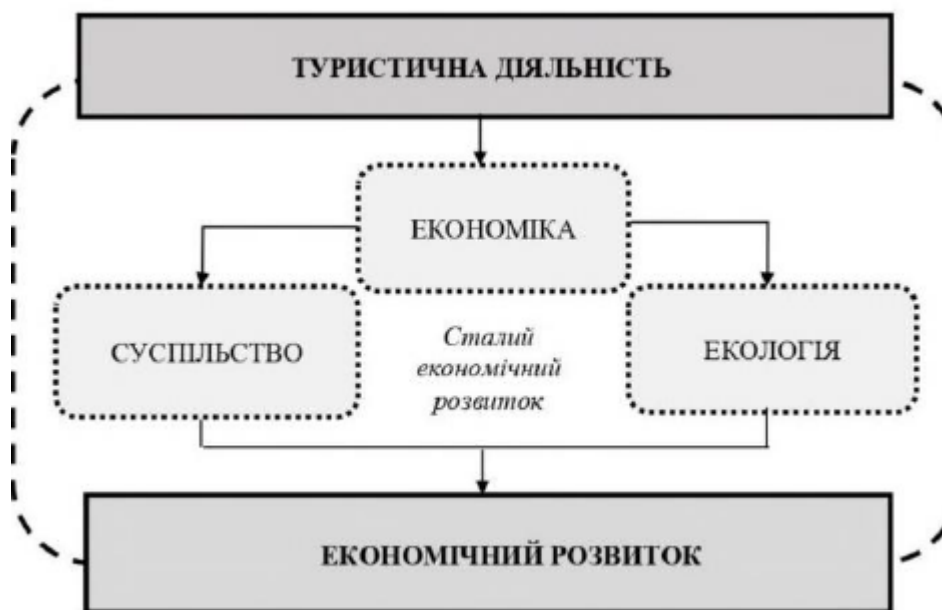 ТУРИСТИЧНА ДІЯЛЬНІСТЬ
ЕКОНОМІКА
СУСПІЛЬСТВО
Сталий
економічний
розвиток
ЕКОЛОГІЯ
ЕКОНОМІЧНИЙ РОЗВИТОК